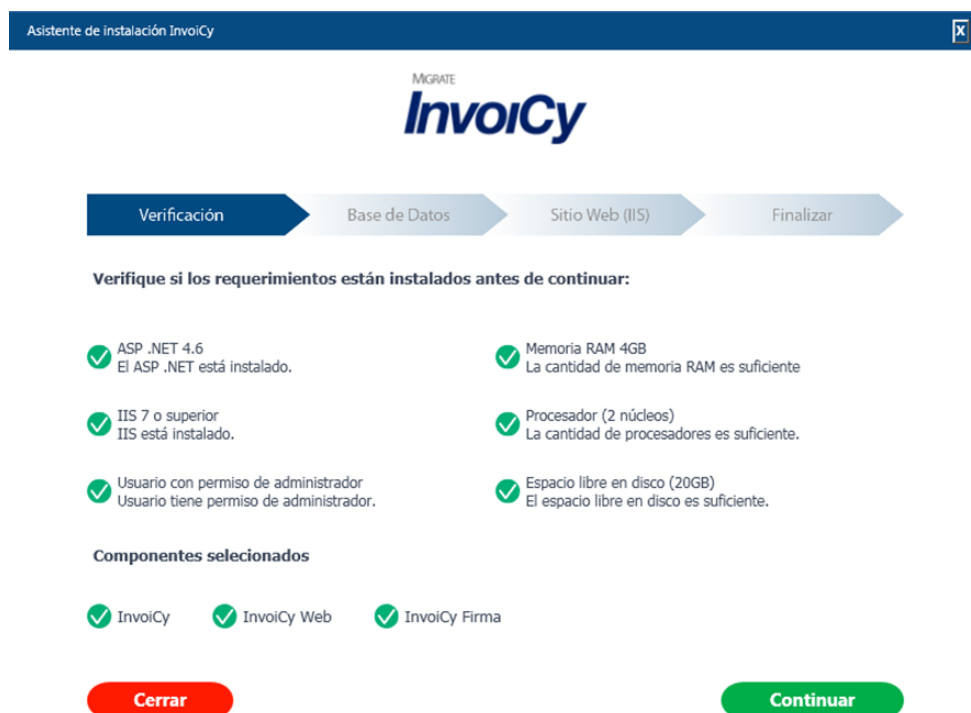 Asistente de instalación InvoiCy
X
MIGRATE
InvoiCy
Verificación
Base de Datos
Sitio Web (IIS)
Finalizar
Verifique si los requerimientos están instalados antes de continuar:
ASP .NET 4.6
El ASP .NET está instalado.
Memoria RAM 4GB
La cantidad de memoria RAM es suficiente
IIS 7 o superior
IIS está instalado.
Procesador (2 núcleos)
La cantidad de procesadores es suficiente.
Usuario con permiso de administrador
Usuario tiene permiso de administrador.
Espacio libre en disco (20GB)
El espacio libre en disco es suficiente.
Componentes selecionados
InvoiCy
InvoiCy Web
InvoiCy Firma
Cerrar
Continuar